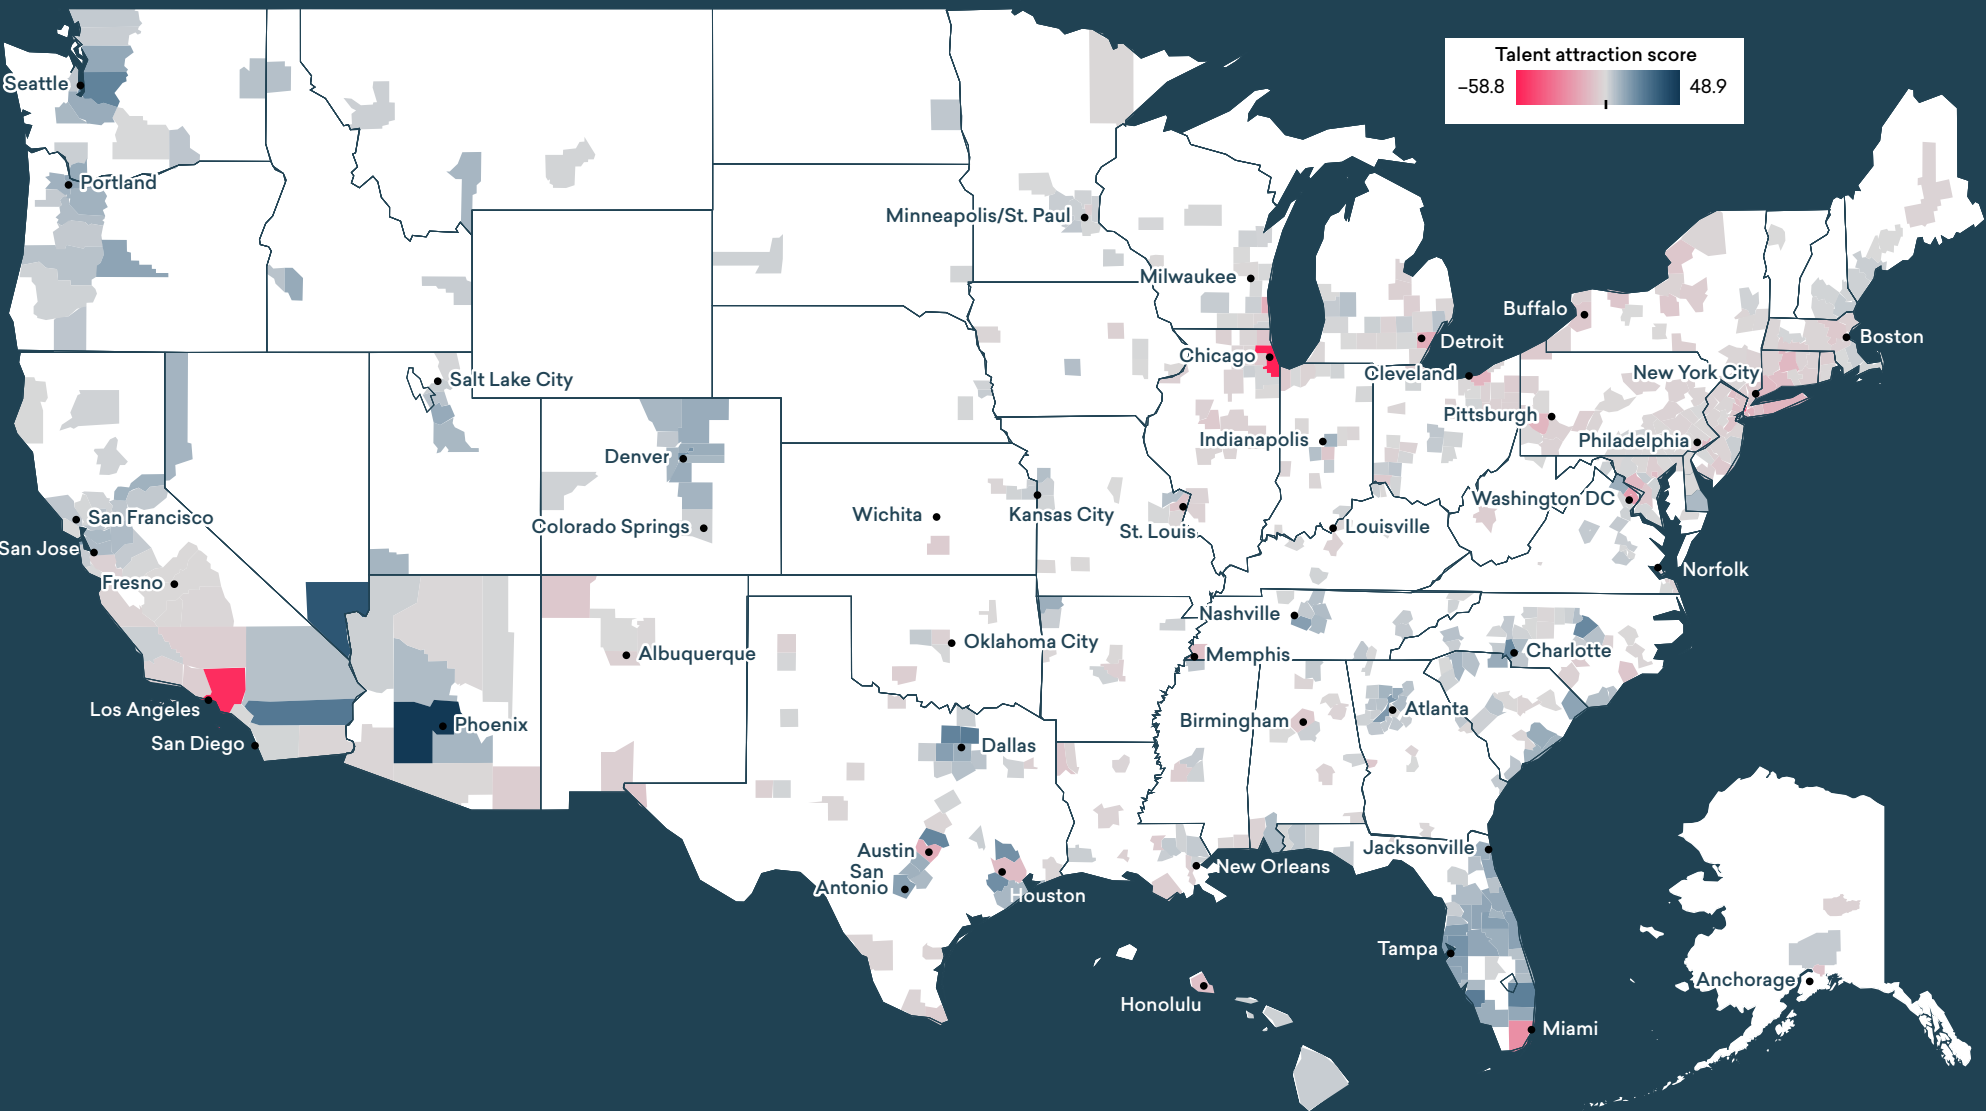 Talent attraction score
−58.8
48.9
Seattle
Portland
Minneapolis/St. Paul
Milwaukee
Buffalo
Detroit
Boston
Chicago
Cleveland
New York City
Salt Lake City
Pittsburgh
Indianapolis
Philadelphia
Denver
San Francisco
Colorado Springs
Wichita
Kansas City
St. Louis
Louisville
Washington DC
San Jose
Fresno
Norfolk
Nashville
Albuquerque
Oklahoma City
Memphis
Charlotte
Los Angeles
Phoenix
Birmingham
Atlanta
San Diego
Dallas
Austin
San
Antonio
Houston
New Orleans
Jacksonville
Tampa
Honolulu
Anchorage
Miami